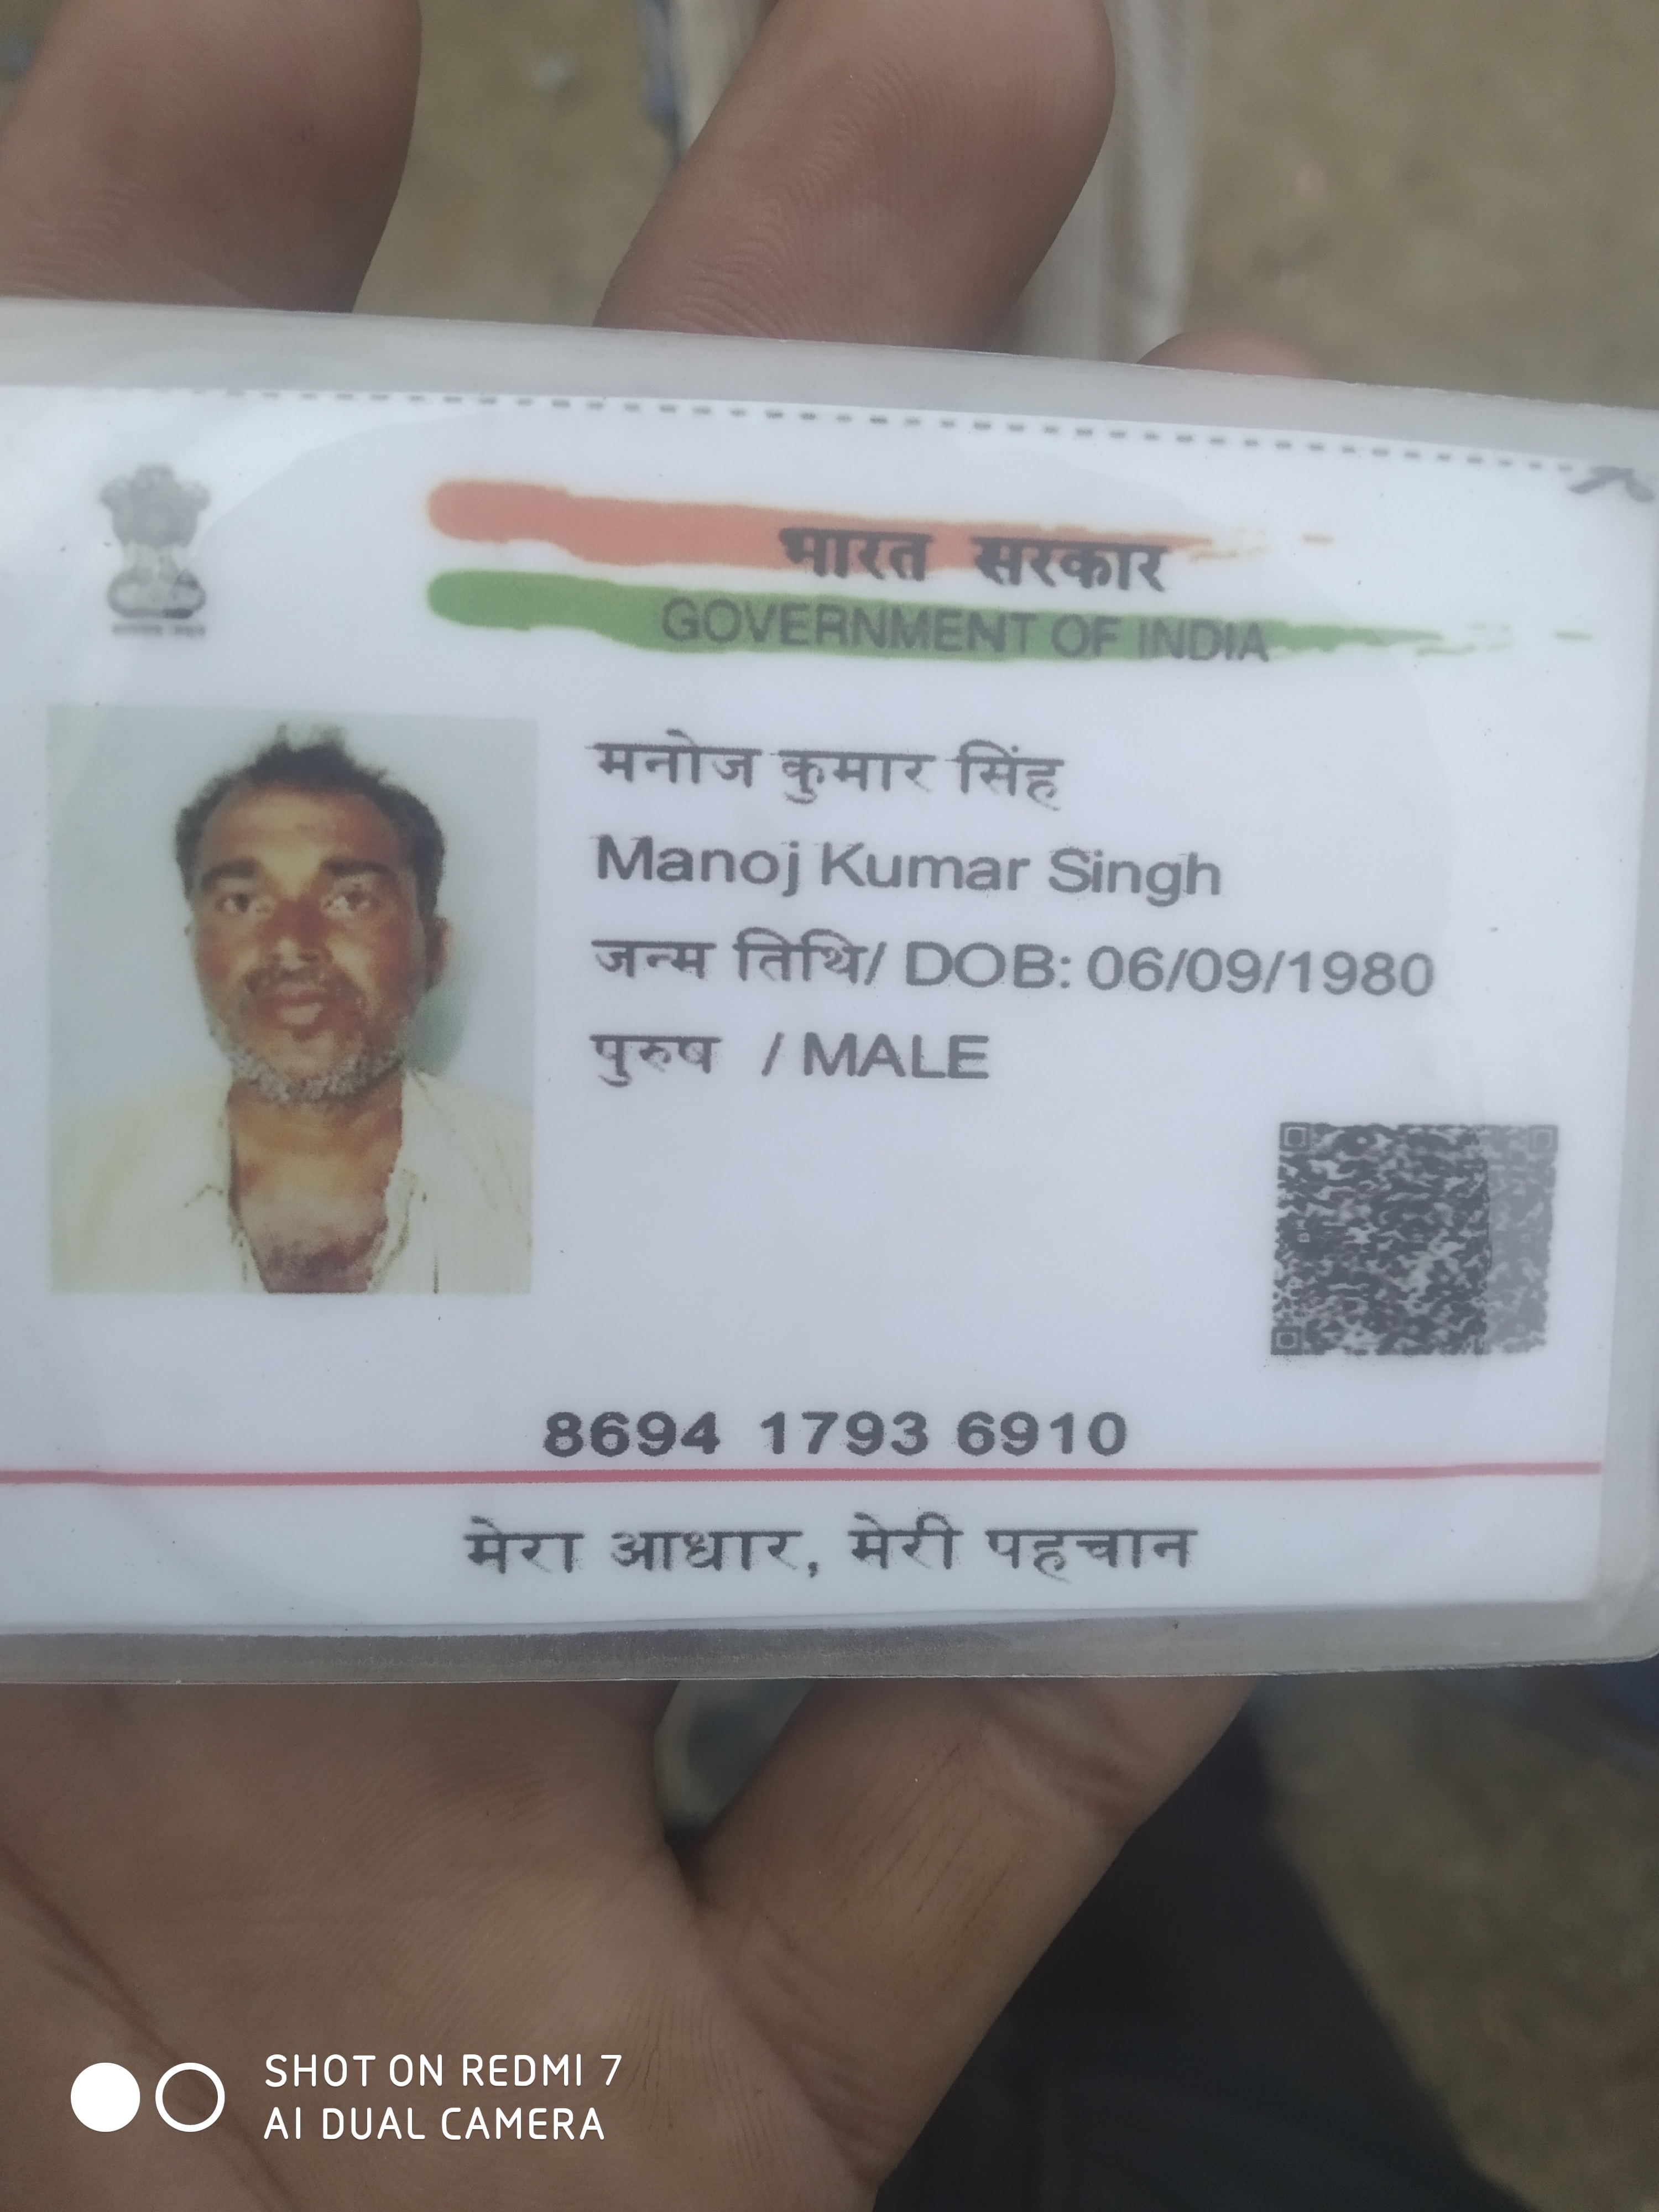 भारत सरकार
GOVERNMENT OF INDIA
मनोज कुमार सिंह
Manoj Kumar Singh
जन्म तिथि/ DOB: 06/09/1980
पुरुष / MALE
8694 1793 6910
मेरा आधार, मेरी पहचान
SHOT ON REDMI 7
AI DUAL CAMERA